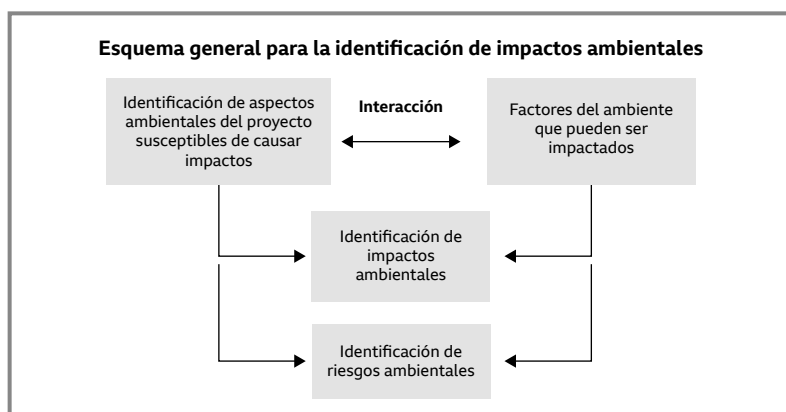 Esquema general para la identificación de impactos ambientales
Identificación de aspectos
ambientales del proyecto
susceptibles de causar
impactos
Interacción
Factores del ambiente
que pueden ser
impactados
Identificación de
impactos
ambientales
Identificación de
riesgos ambientales